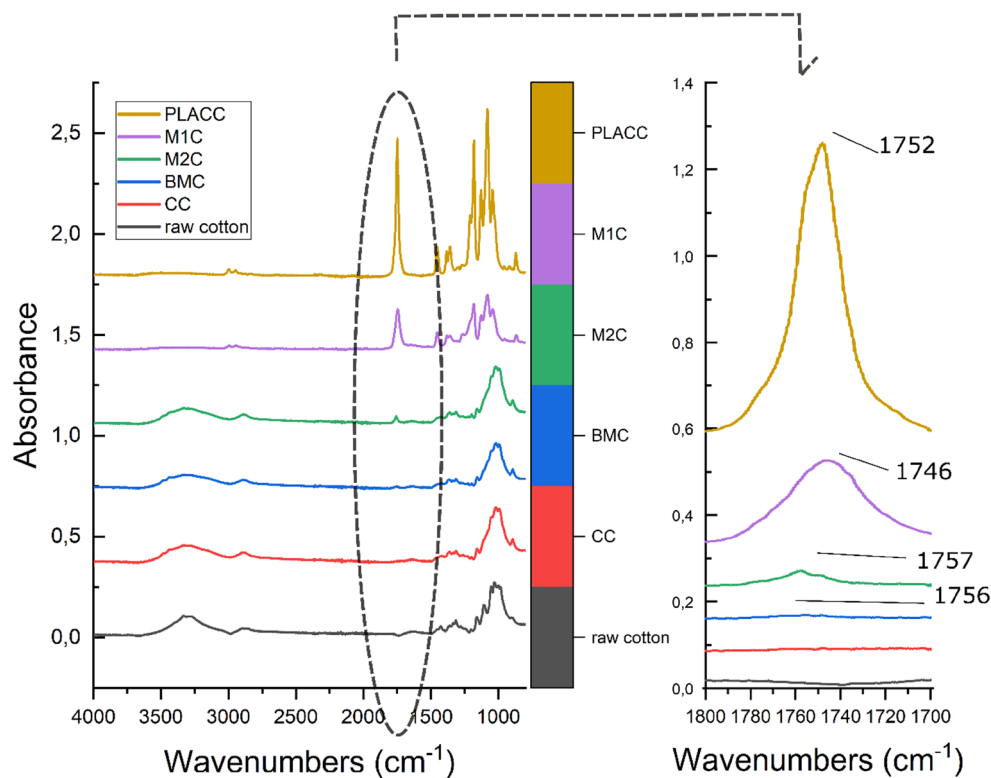 PLACC
M1C
M2C
BMC
CC
raw cotton
2,5
2,0
1,5
1,0
0,5
0,0
Absorbance
4000 3500 3000 2500 2000 1500 1000
Wavenumbers (cm-1)
PLACC
M1C
M2C
BMC
CC
raw cotton
1,4
1,2
1,0
0,8
0,6
0,4
0,2
0,0
1752
1746
1757
1756
1800 1780 1760 1740 1720 1700
Wavenumbers (cm-1)